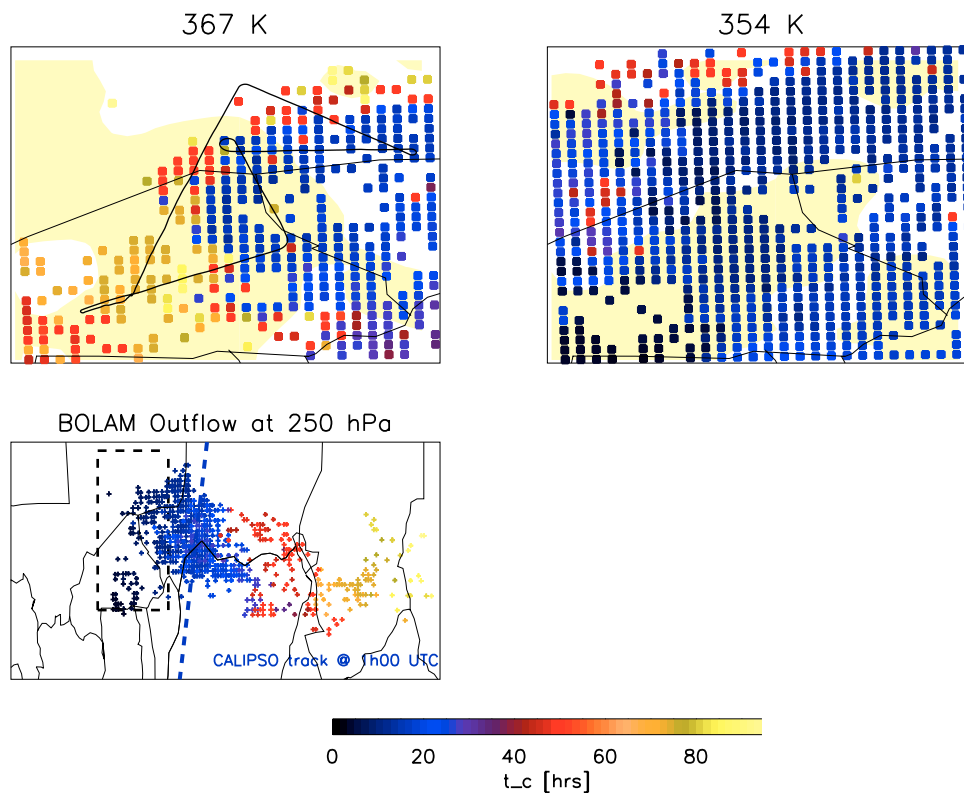 367 K
354 K
BOLAM Outflow at 250 hPa
CALIPSO track @ 1h00 UTC
0 20 40 60 80
t_c [hrs]